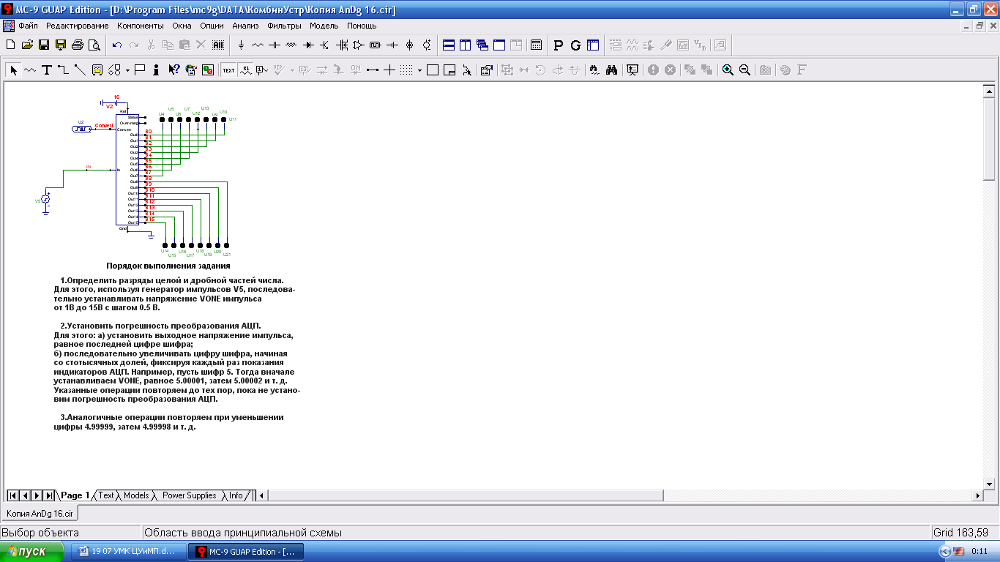 MC-9 GUAP Edition - [D:\Program Files\mc9g\DATA\КомбинУстр\Копия AnDg 16.cir]
Файл Редактирование Компоненты Окна Опции Анализ Фильтры Модель Помощь
16
V2
Ref
U2
Convert
Status
Over-range
Convert
IN
In
V5
Gnd
U4 U5 U6 U7 U12 U13 U9 U10 U11
Out0 B0
Out1 B1
Out2 B2
Out3 B3
Out4 B4
Out5 B5
Out6 B6
Out7 B7
Out8 B8
Out9 B9
Out10 B10
Out11 B11
Out12 B12
Out13 B13
Out14 B14
Out15 B15
U14 U15 U16 U17 U18 U19 U20 U21
Порядок выполнения задания
1.Определить разряды целой и дробной частей числа.
Для этого, используя генератор импульсов V5, последова-
тельно устанавливать напряжение VONE импульса
от 1В до 15В с шагом 0.5 В.
2.Установить погрешность преобразования АЦП.
Для этого: а) установить выходное напряжение импульса,
равное последней цифре шифра;
б) последовательно увеличивать цифру шифра, начиная
со стотысячных долей, фиксируя каждый раз показания
индикаторов АЦП. Например, пусть шифр 5. Тогда вначале
устанавливаем VONE, равное 5.00001, затем 5.00002 и т. д.
Указанные операции повторяем до тех пор, пока не устано-
вим погрешность преобразования АЦП.
3.Аналогичные операции повторяем при уменьшении
цифры 4.99999, затем 4.99998 и т. д.
Page 1 Text Models Power Supplies Info
Копия AnDg 16.cir
Выбор объекта Область ввода принципиальной схемы Grid 163,59
пуск 19 07 УМК ЦУиМП.d... MC-9 GUAP Edition - [... 0:11